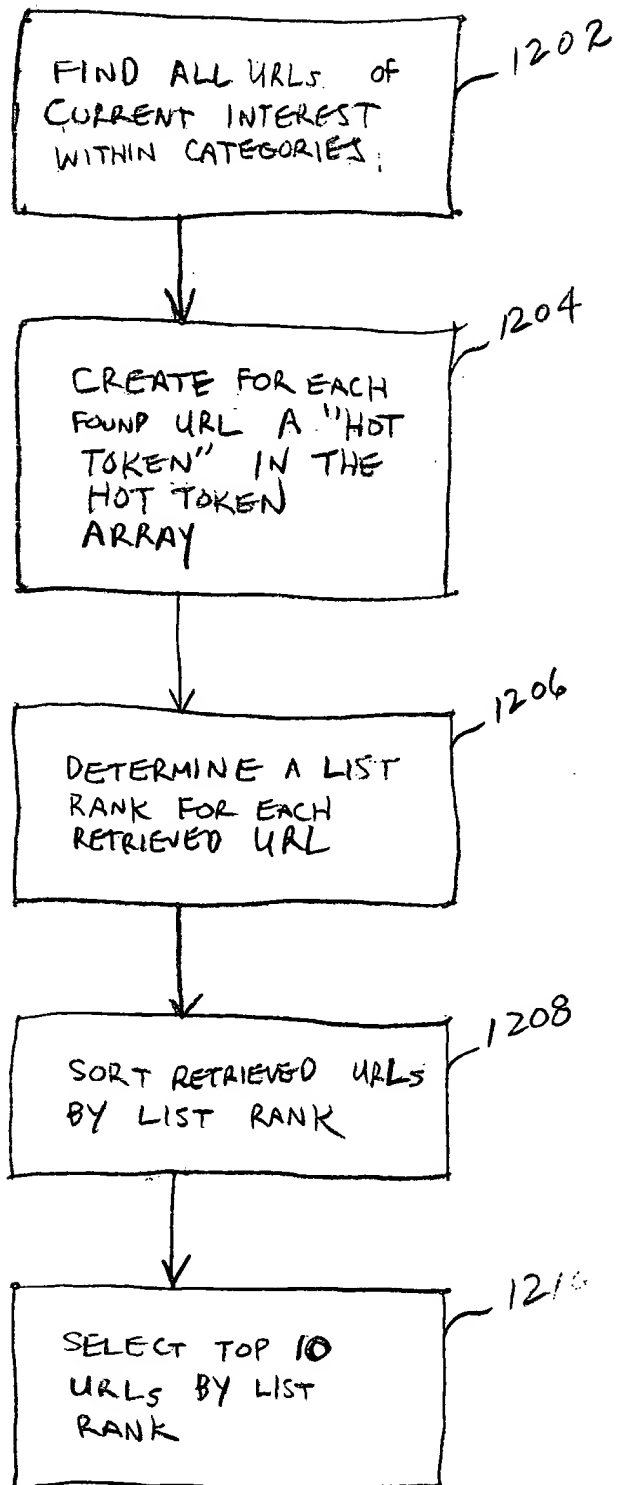 FIND ALL URLs of
CURRENT INTEREST
WITHIN CATEGORIES.
1202
CREATE FOR EACH
FOUND URL A "HOT
TOKEN" IN THE
HOT TOKEN
ARRAY
1204
DETERMINE A LIST
RANK FOR EACH
RETRIEVED URL
1206
SORT RETRIEVED URLs
BY LIST RANK
1208
SELECT TOP 10
URLs BY LIST
RANK